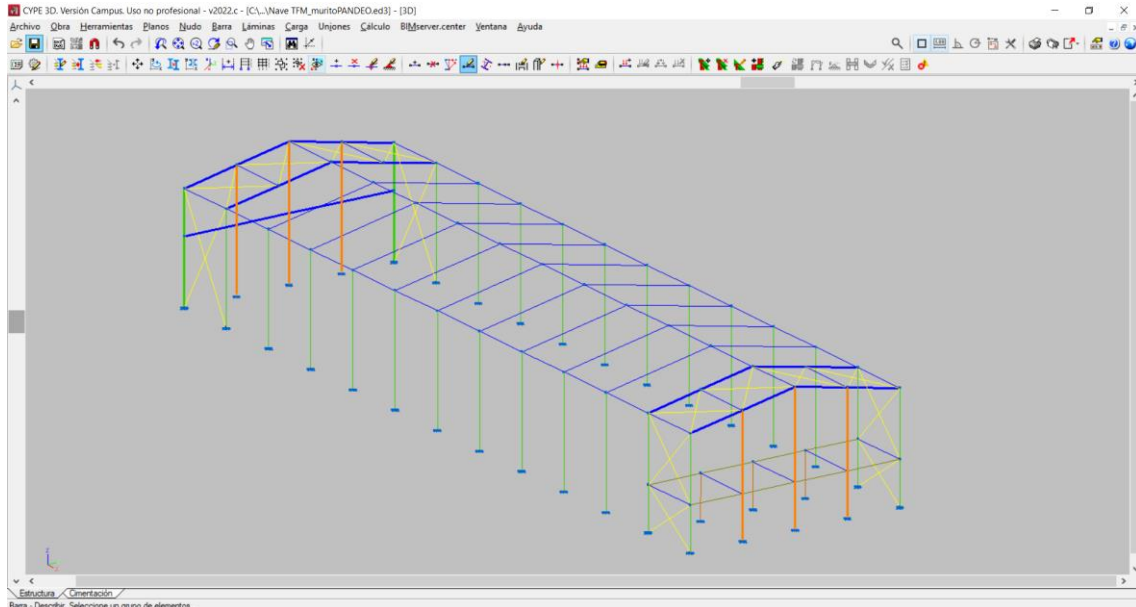 CYPE 3D. Versión Campus. Uso no profesional - v2022.c - [C:\...\Nave TFM_muritoPANDEO.ed3] - [3D]
Archivo Obra Herramientas Planos Nudo Barra Láminas Carga Uniones Cálculo BIMserver.center Ventana Ayuda
Estructura Cimentación
Barra - Describir. Seleccione un grupo de elementos